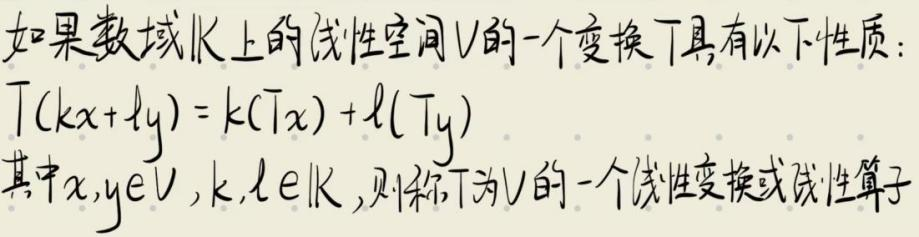 如果数域𝕂上的线性空间V的一个变换T具有以下性质：
T(kx+ly) = k(Tx) + l(Ty)
其中x,y∈V,k,l∈𝕂,则称T为V的一个线性变换或线性算子